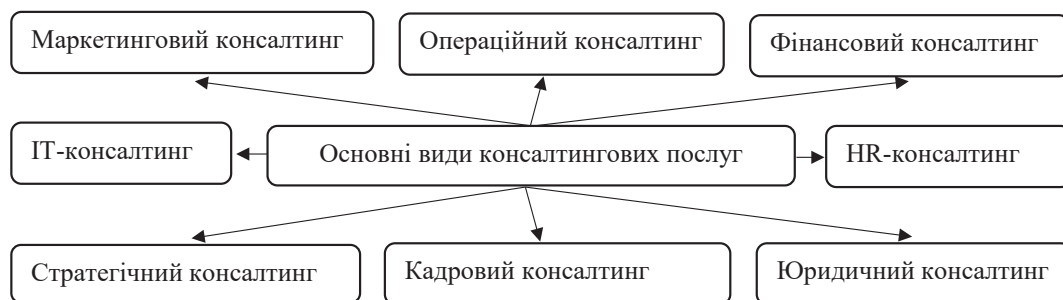 Маркетинговий консалтинг
Операційний консалтинг
Фінансовий консалтинг
ІТ-консалтинг
Основні види консалтингових послуг
HR-консалтинг
Стратегічний консалтинг
Кадровий консалтинг
Юридичний консалтинг